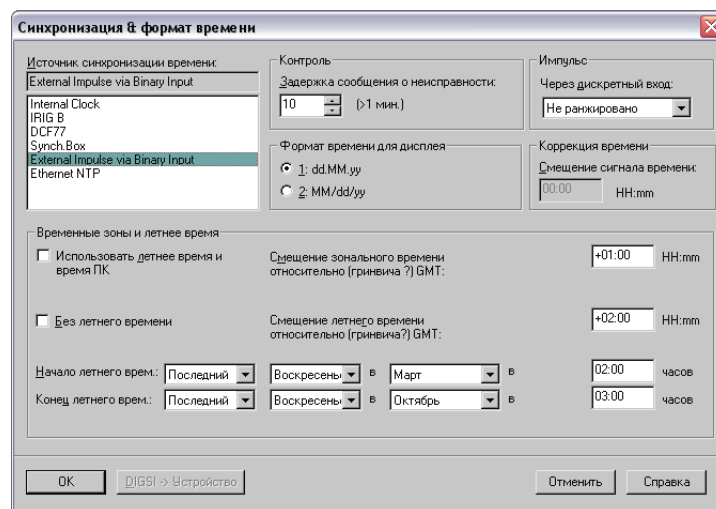 Синхронизация & формат времени
Источник синхронизации времени:
External Impulse via Binary Input
Internal Clock
IRIG B
DCF77
Synch.Box
External Impulse via Binary Input
Ethernet NTP
Контроль
Задержка сообщения о неисправности:
10 (>1 мин.)
Формат времени для дисплея
1: dd.MM.yy
2: MM/dd/yy
Импульс
Через дискретный вход:
Не ранжировано
Коррекция времени
Смещение сигнала времени:
00:00 HH:mm
Временные зоны и летнее время
Использовать летнее время и
время ПК
Смещение зонального времени
относительно (гринвича ?) GMT:
+01:00 HH:mm
Без летнего времени
Смещение летнего времени
относительно (гринвича?) GMT:
+02:00 HH:mm
Начало летнего врем.: Последний Воскресень в Март в 02:00 часов
Конец летнего врем.: Последний Воскресень в Октябрь в 03:00 часов
OK DIGSI -> Устройство Отменить Справка